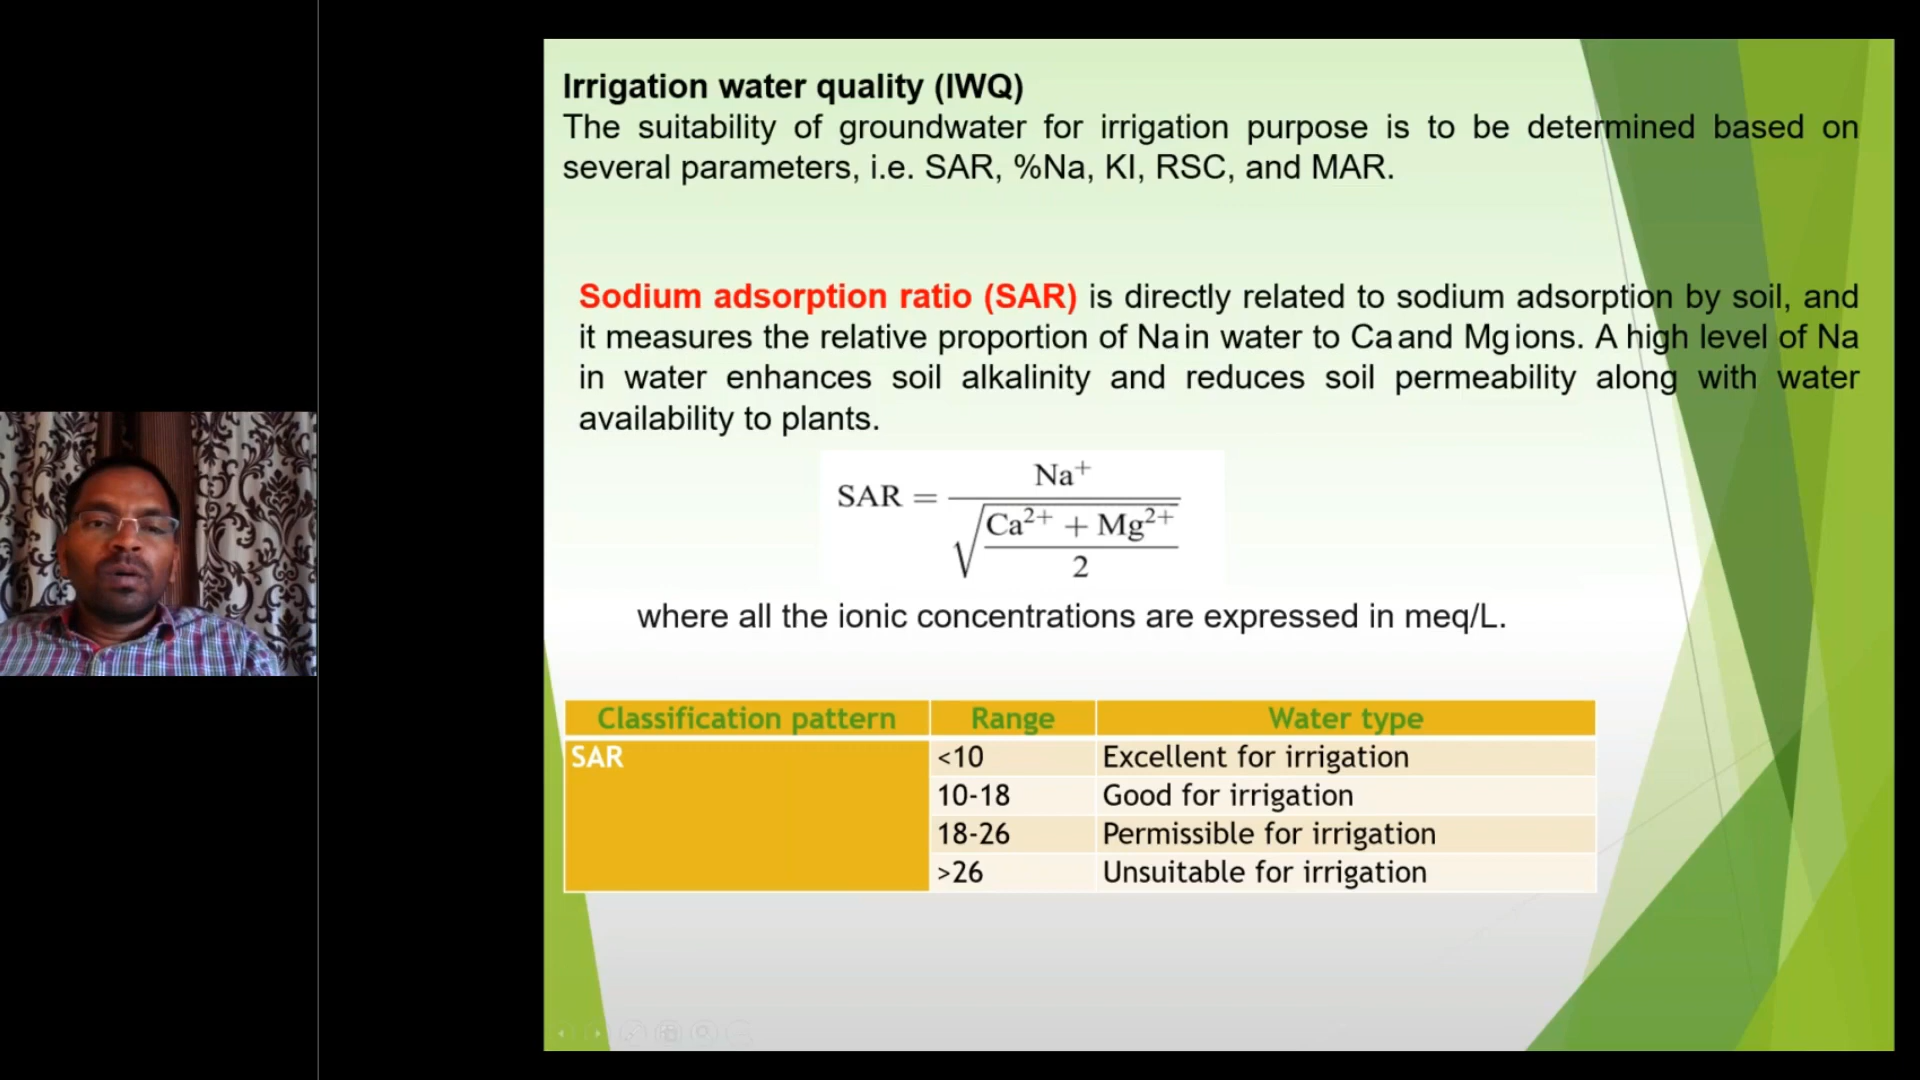 Irrigation water quality (IWQ)
The suitability of groundwater for irrigation purpose is to be determined based on
several parameters, i.e. SAR, %Na, KI, RSC, and MAR.
Sodium adsorption ratio (SAR) is directly related to sodium adsorption by soil, and
it measures the relative proportion of Na in water to Ca and Mg ions. A high level of Na
in water enhances soil alkalinity and reduces soil permeability along with water
availability to plants.
SAR = Na⁺ / √((Ca²⁺ + Mg²⁺) / 2)
where all the ionic concentrations are expressed in meq/L.
Classification pattern Range Water type
SAR <10 Excellent for irrigation
10-18 Good for irrigation
18-26 Permissible for irrigation
>26 Unsuitable for irrigation